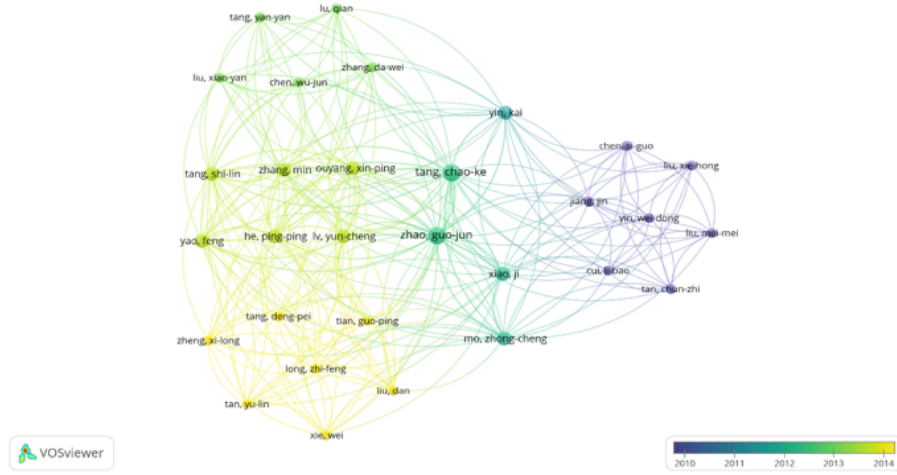 lu, qian
tang, yan-yan
zhang, da-wei
liu, xiao-yan
chen, wu-jun
yin, kai
chen, si-guo
liu, xie-hong
tang, shi-lin
zhang, min
ouyang, xin-ping
tang, chao-ke
jiang, jin
yin, wei-dong
liu, mei-mei
yao, feng
he, ping-ping
lv, yun-cheng
zhao, guo-jun
xiao, ji
cui, li-bao
tan, chun-zhi
tang, deng-pei
tian, guo-ping
zheng, xi-long
mo, zhong-cheng
long, zhi-feng
liu, dan
tan, yu-lin
xie, wei
VOSviewer
2010 2011 2012 2013 2014